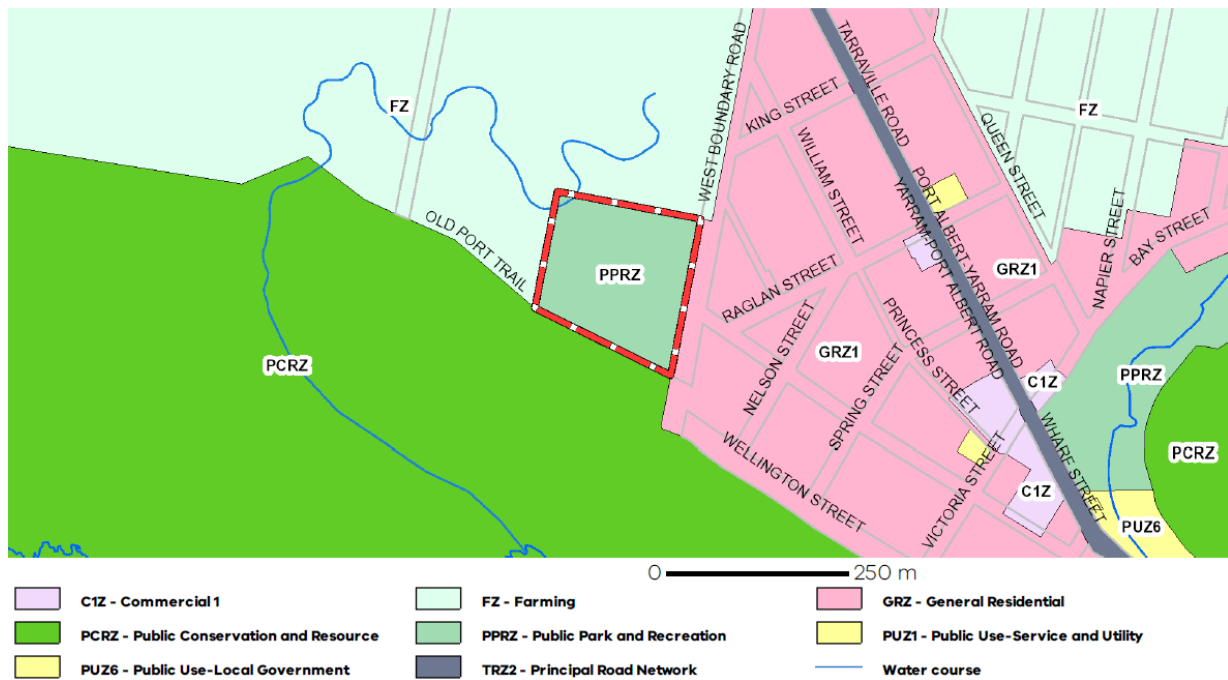 FZ
WEST BOUNDARY ROAD
TARRAVILLE ROAD
KING STREET
QUEEN STREET
FZ
WILLIAM STREET
PORT ALBERT-YARRAM ROAD
YARRAM-PORT ALBERT ROAD
NAPIER STREET
BAY STREET
OLD PORT TRAIL
PPRZ
GRZ1
RAGLAN STREET
PRINCESS STREET
NELSON STREET
GRZ1
SPRING STREET
PCRZ
C1Z
PPRZ
WHARF STREET
PCRZ
WELLINGTON STREET
VICTORIA STREET
C1Z
PUZ6
0 250 m
C1Z - Commercial 1
FZ - Farming
GRZ - General Residential
PCRZ - Public Conservation and Resource
PPRZ - Public Park and Recreation
PUZ1 - Public Use-Service and Utility
PUZ6 - Public Use-Local Government
TRZ2 - Principal Road Network
Water course